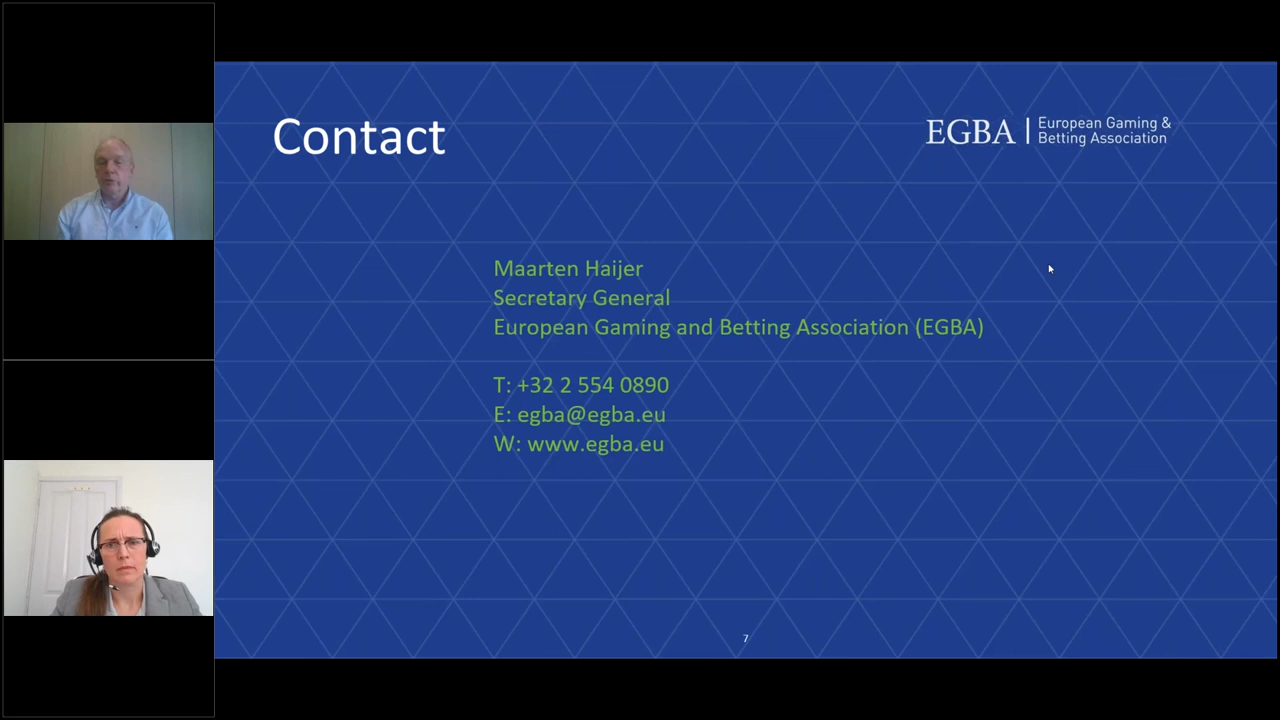 Contact
EGBA | European Gaming &
Betting Association
Maarten Haijer
Secretary General
European Gaming and Betting Association (EGBA)
T: +32 2 554 0890
E: egba@egba.eu
W: www.egba.eu
7